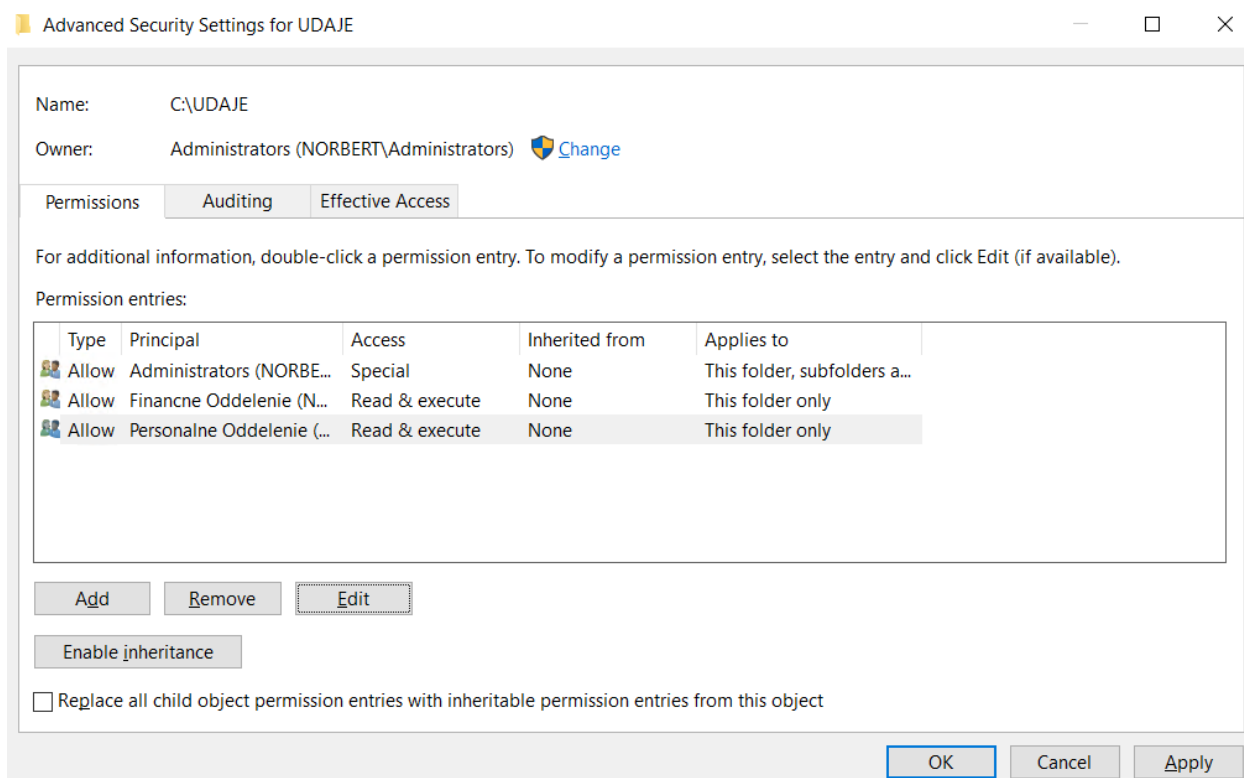 Advanced Security Settings for UDAJE
Name: C:\UDAJE
Owner: Administrators (NORBERT\Administrators) Change
Permissions Auditing Effective Access
For additional information, double-click a permission entry. To modify a permission entry, select the entry and click Edit (if available).
Permission entries:
Type Principal Access Inherited from Applies to
Allow Administrators (NORBE... Special None This folder, subfolders a...
Allow Financne Oddelenie (N... Read & execute None This folder only
Allow Personalne Oddelenie (... Read & execute None This folder only
Add Remove Edit
Enable inheritance
Replace all child object permission entries with inheritable permission entries from this object
OK Cancel Apply